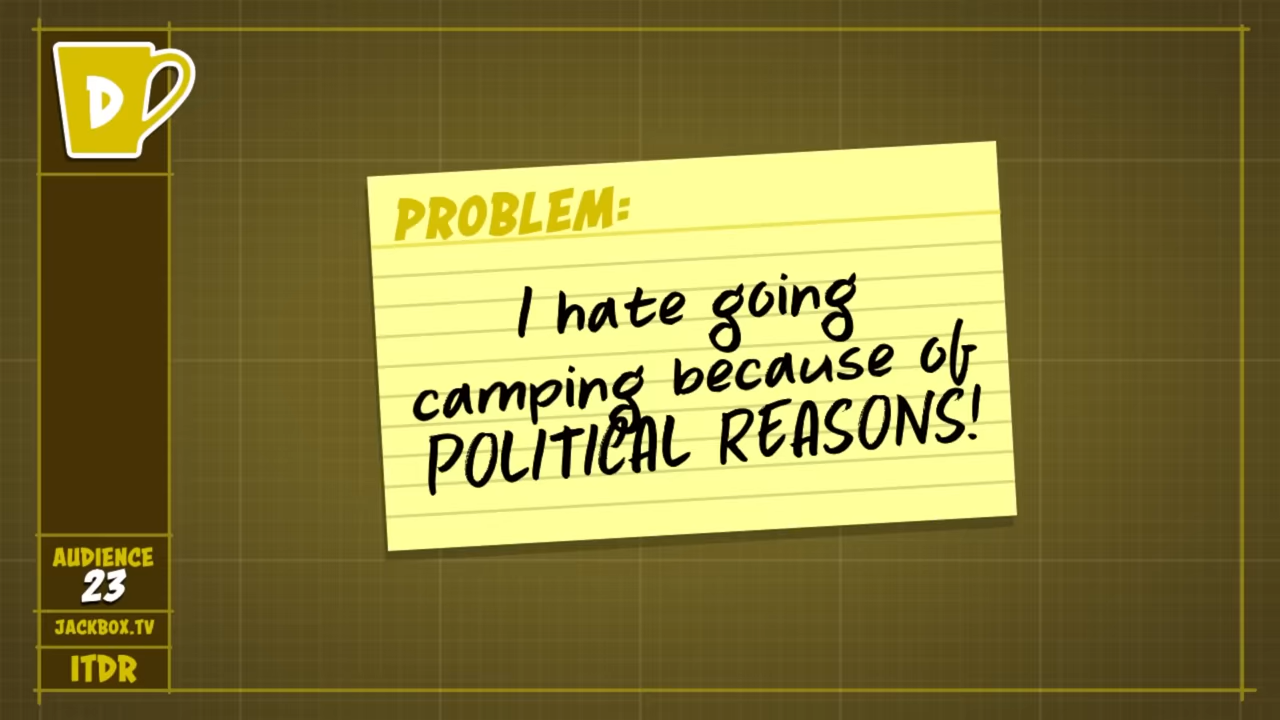 D
PROBLEM:
I hate going
camping because of
POLITICAL REASONS!
AUDIENCE
23
JACKBOX.TV
ITDR